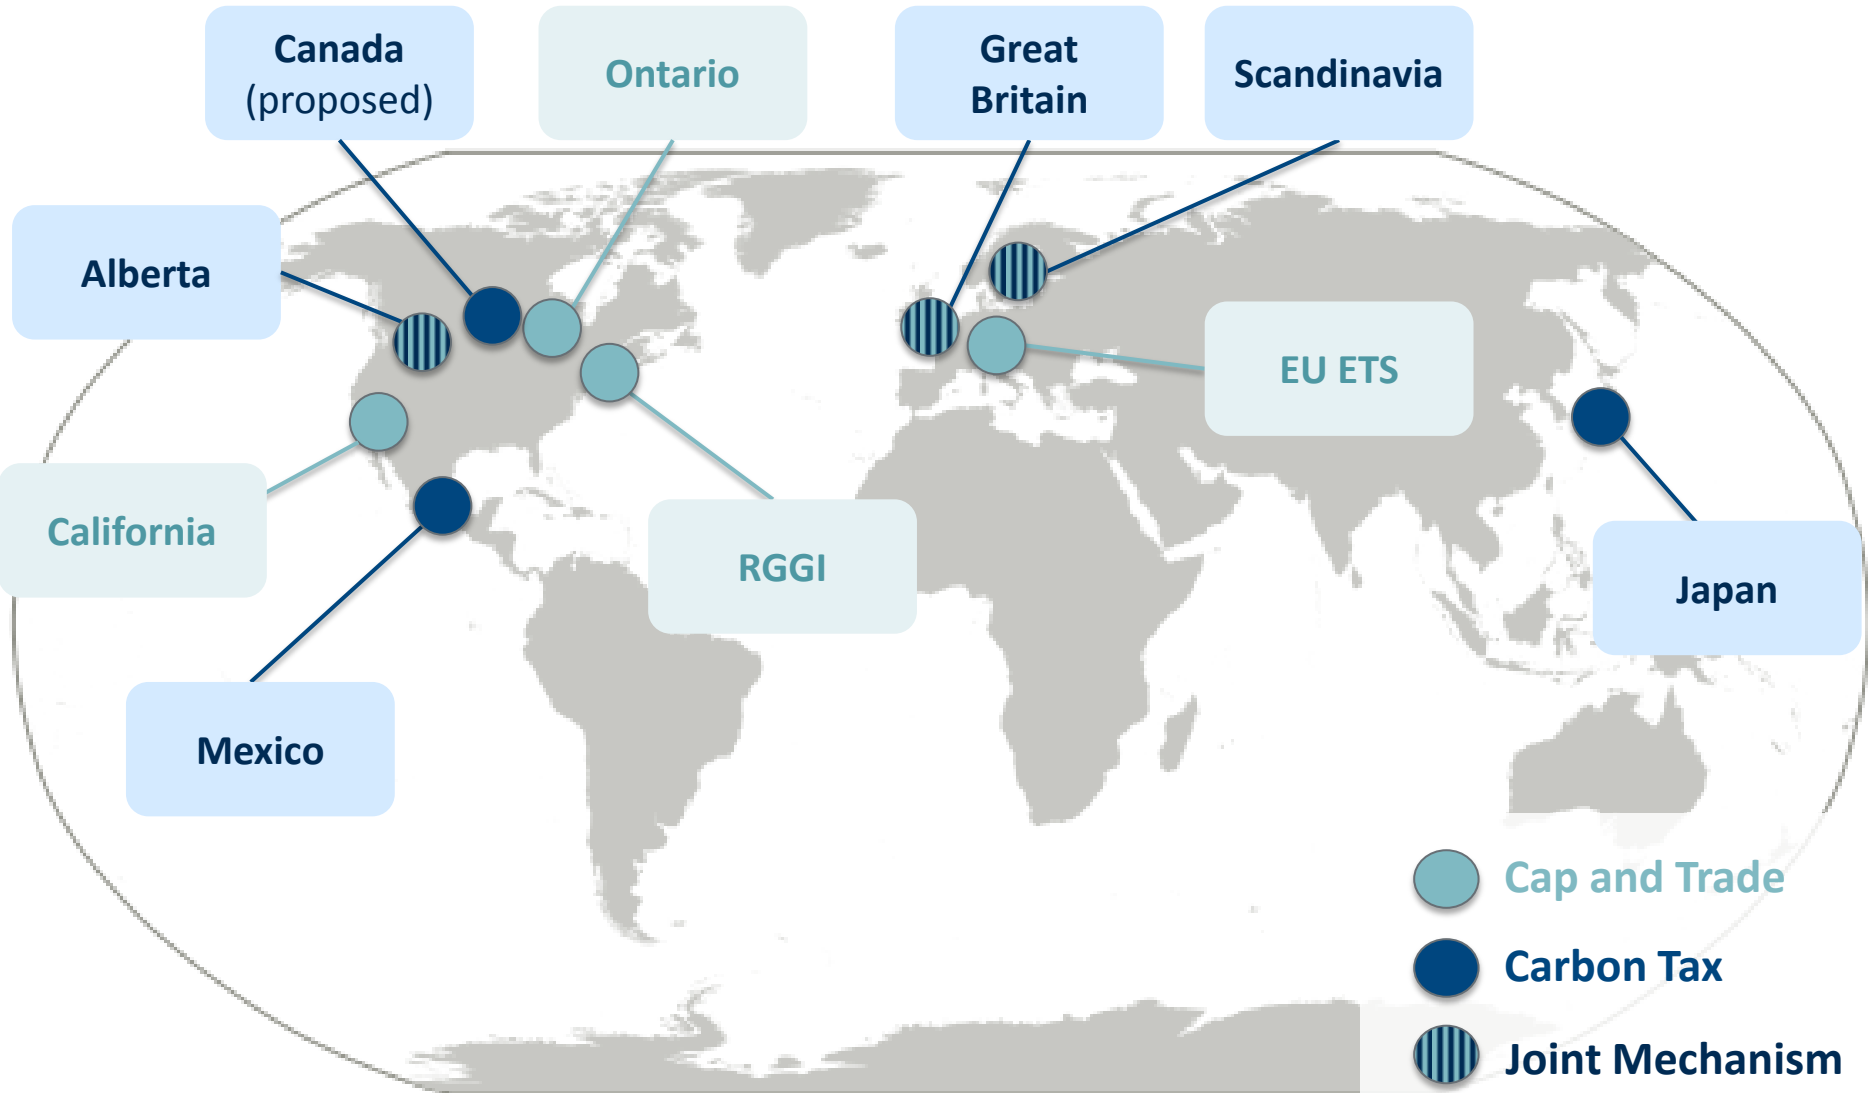 Canada
(proposed)
Ontario
Great
Britain
Scandinavia
Alberta
EU ETS
California
RGGI
Japan
Mexico
Cap and Trade
Carbon Tax
Joint Mechanism